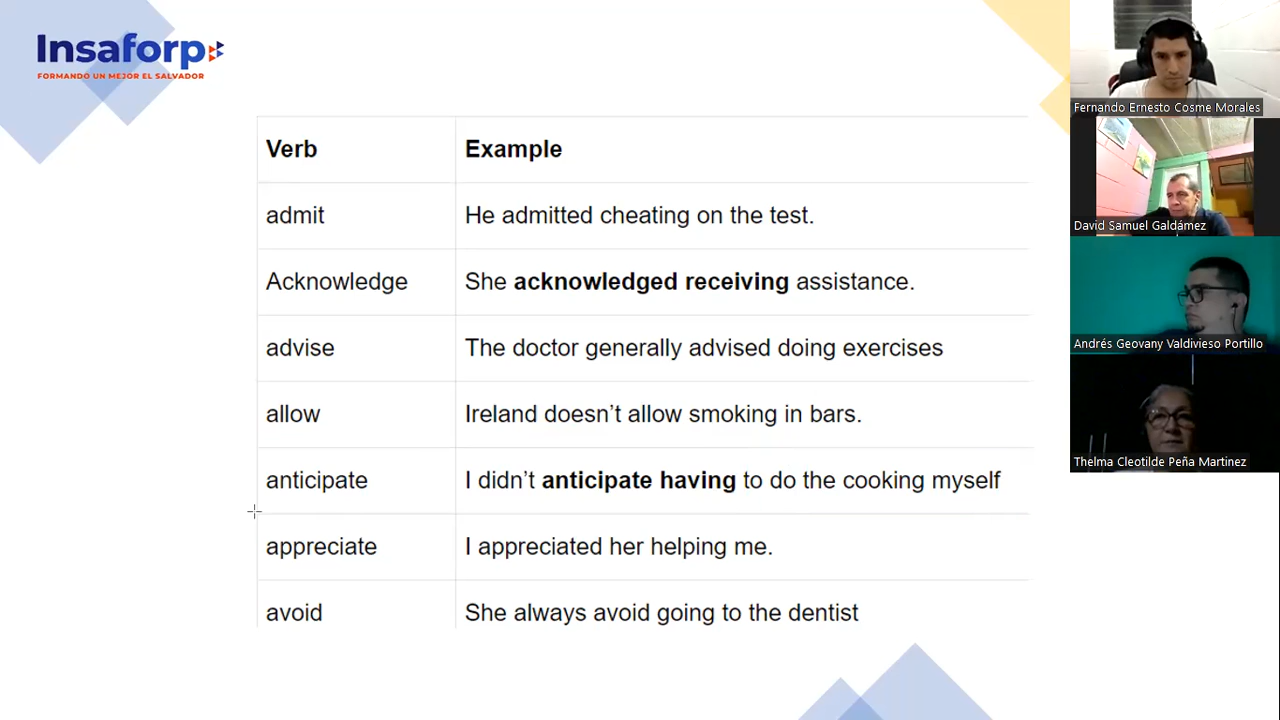 Insaforp
FORMANDO UN MEJOR EL SALVADOR
Verb Example
admit He admitted cheating on the test.
Acknowledge She acknowledged receiving assistance.
advise The doctor generally advised doing exercises
allow Ireland doesn’t allow smoking in bars.
anticipate I didn’t anticipate having to do the cooking myself
appreciate I appreciated her helping me.
avoid She always avoid going to the dentist
Fernando Ernesto Cosme Morales
David Samuel Galdámez
Andrés Geovany Valdivieso Portillo
Thelma Cleotilde Peña Martinez